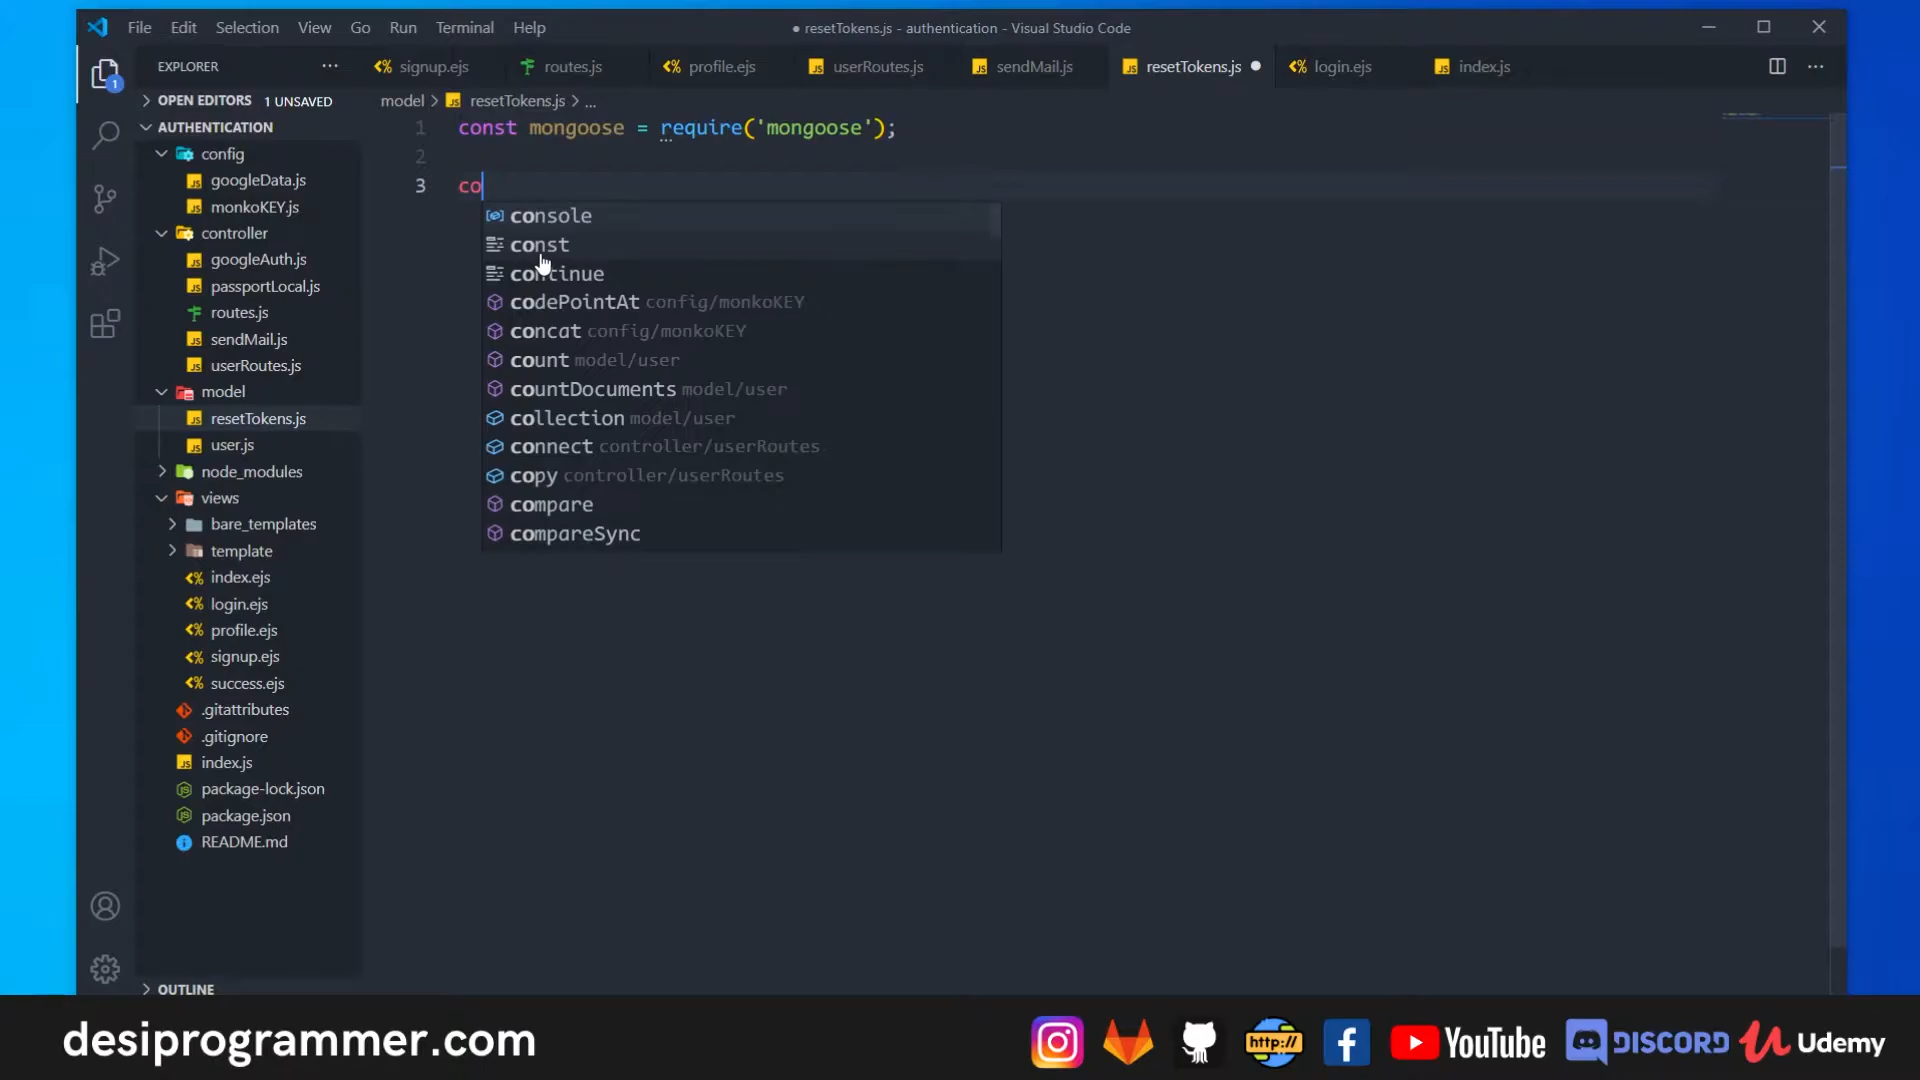 File Edit Selection View Go Run Terminal Help
● resetTokens.js - authentication - Visual Studio Code
EXPLORER ...
signup.ejs routes.js profile.ejs userRoutes.js sendMail.js resetTokens.js ● login.ejs index.js
OPEN EDITORS 1 UNSAVED
1
model > resetTokens.js > ...
AUTHENTICATION
config
googleData.js
monkoKEY.js
controller
googleAuth.js
passportLocal.js
routes.js
sendMail.js
userRoutes.js
model
resetTokens.js
user.js
node_modules
views
bare_templates
template
index.ejs
login.ejs
profile.ejs
signup.ejs
success.ejs
.gitattributes
.gitignore
index.js
package-lock.json
package.json
README.md
OUTLINE
1 const mongoose = require('mongoose');
2
3 co
console
const
continue
codePointAt config/monkoKEY
concat config/monkoKEY
count model/user
countDocuments model/user
collection model/user
connect controller/userRoutes
copy controller/userRoutes
compare
compareSync
desiprogrammer.com
http://
YouTube
DISCORD
Udemy